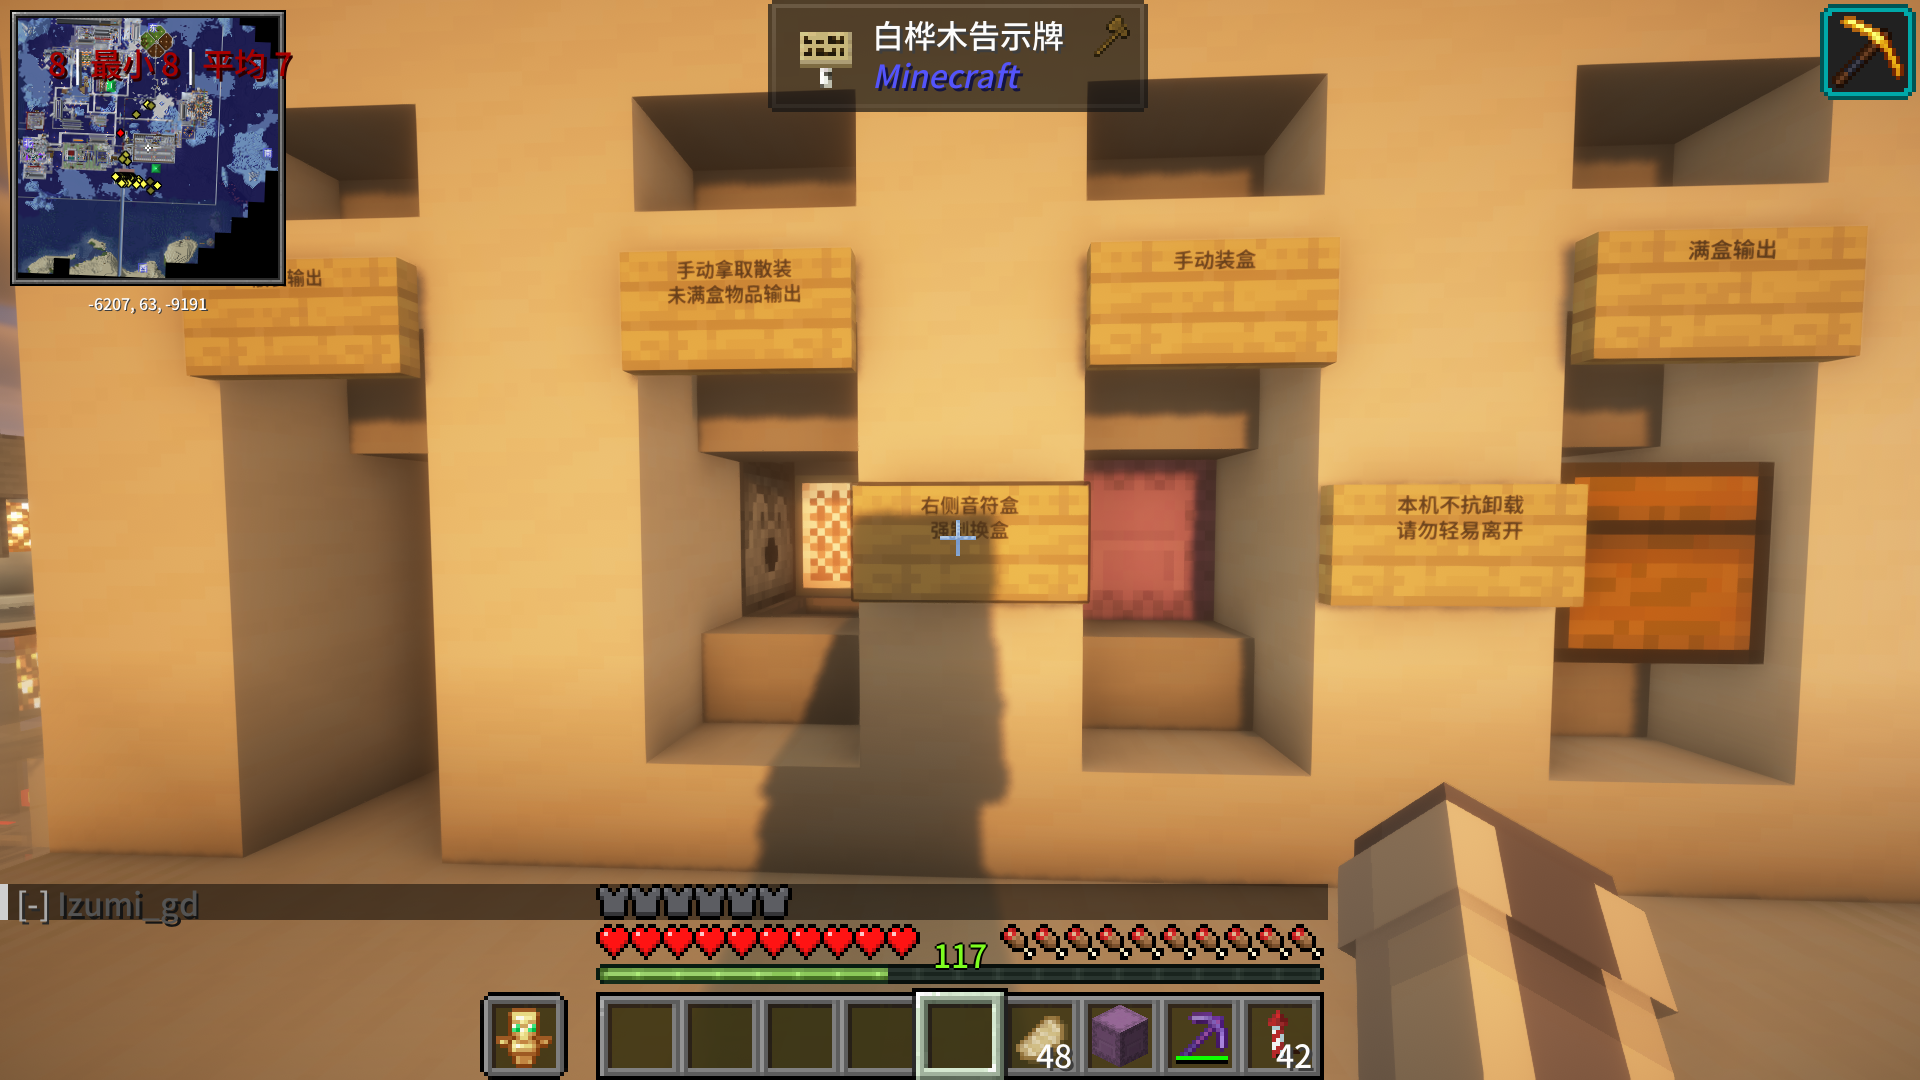 白桦木告示牌
Minecraft
8 最小 8 平均 7
输出
-6207, 63, -9191
手动拿取散装
未满盒物品输出
手动装盒
满盒输出
右侧音符盒
强制换盒
本机不抗卸载
请勿轻易离开
[-] Izumi_gd
117
48
42